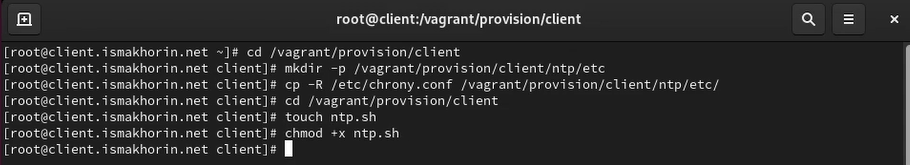 root@client:/vagrant/provision/client
[root@client.ismakhorin.net ~]# cd /vagrant/provision/client
[root@client.ismakhorin.net client]# mkdir -p /vagrant/provision/client/ntp/etc
[root@client.ismakhorin.net client]# cp -R /etc/chrony.conf /vagrant/provision/client/ntp/etc/
[root@client.ismakhorin.net client]# cd /vagrant/provision/client
[root@client.ismakhorin.net client]# touch ntp.sh
[root@client.ismakhorin.net client]# chmod +x ntp.sh
[root@client.ismakhorin.net client]#